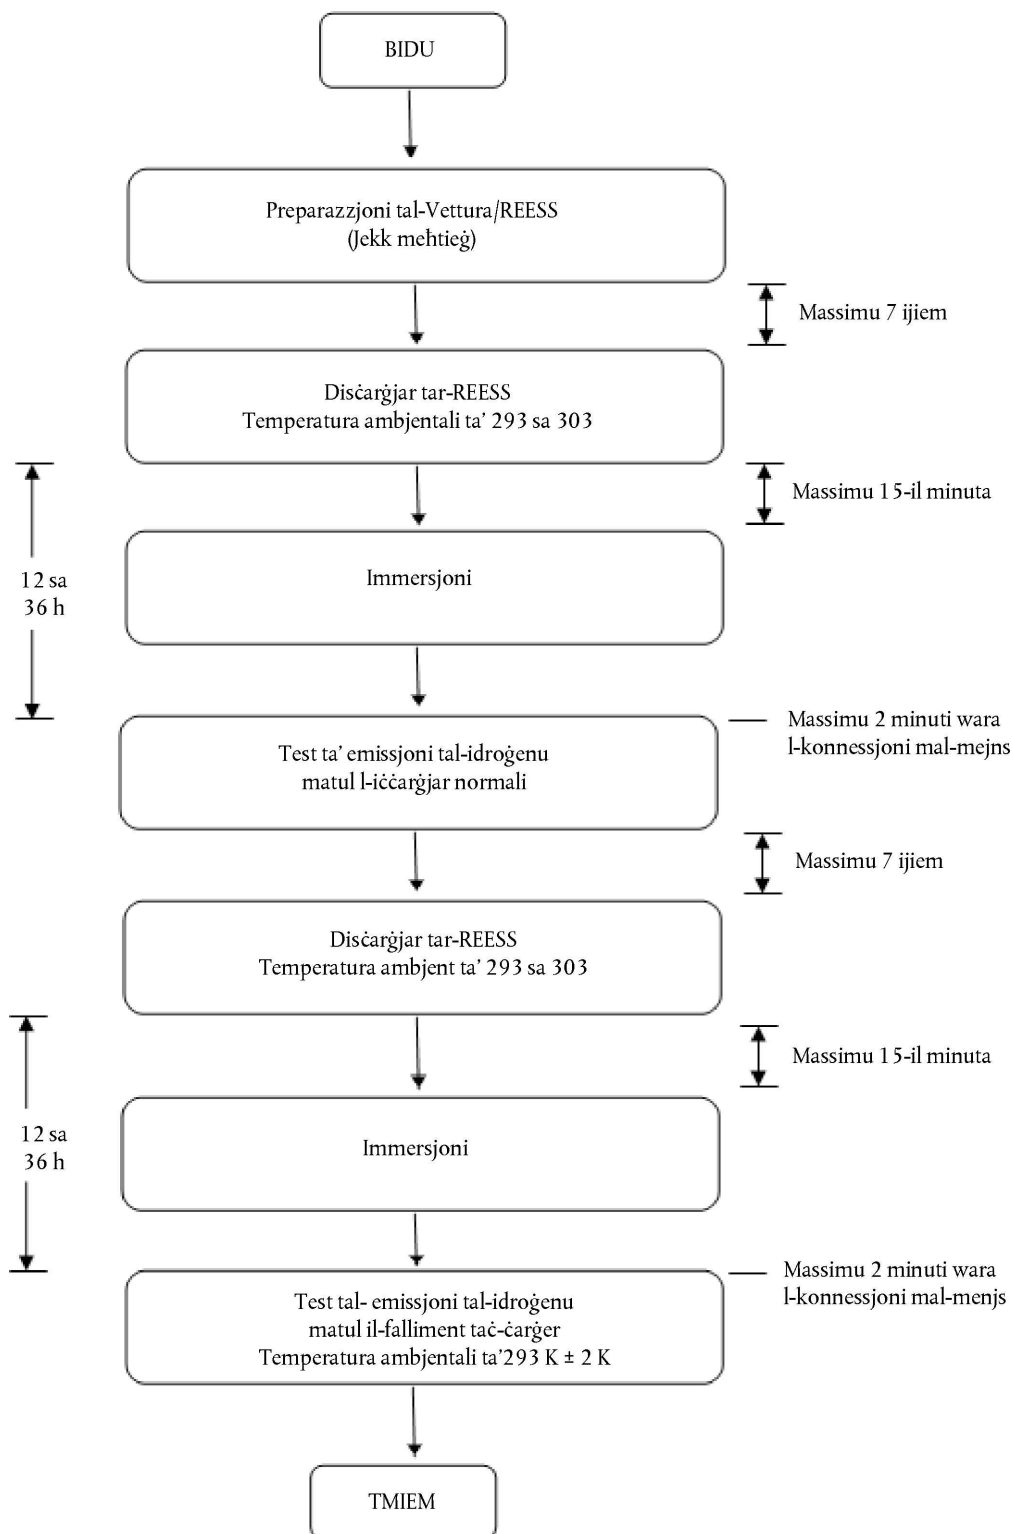 BIDU
Preparazzjoni tal-Vettura/REESS
(Jekk meħtieġ)
Massimu 7 ijiem
Disċarġjar tar-REESS
Temperatura ambjentali ta’ 293 sa 303
Massimu 15-il minuta
12 sa
36 h
Immersjoni
Massimu 2 minuti wara
l-konnessjoni mal-mejns
Test ta’ emissjoni tal-idroġenu
matul l-iċċarġjar normali
Massimu 7 ijiem
Disċarġjar tar-REESS
Temperatura ambjent ta’ 293 sa 303
Massimu 15-il minuta
12 sa
36 h
Immersjoni
Massimu 2 minuti wara
l-konnessjoni mal-menjs
Test tal- emissjoni tal-idroġenu
matul il-falliment taċ-ċarġer
Temperatura ambjentali ta’293 K ± 2 K
TMIEM